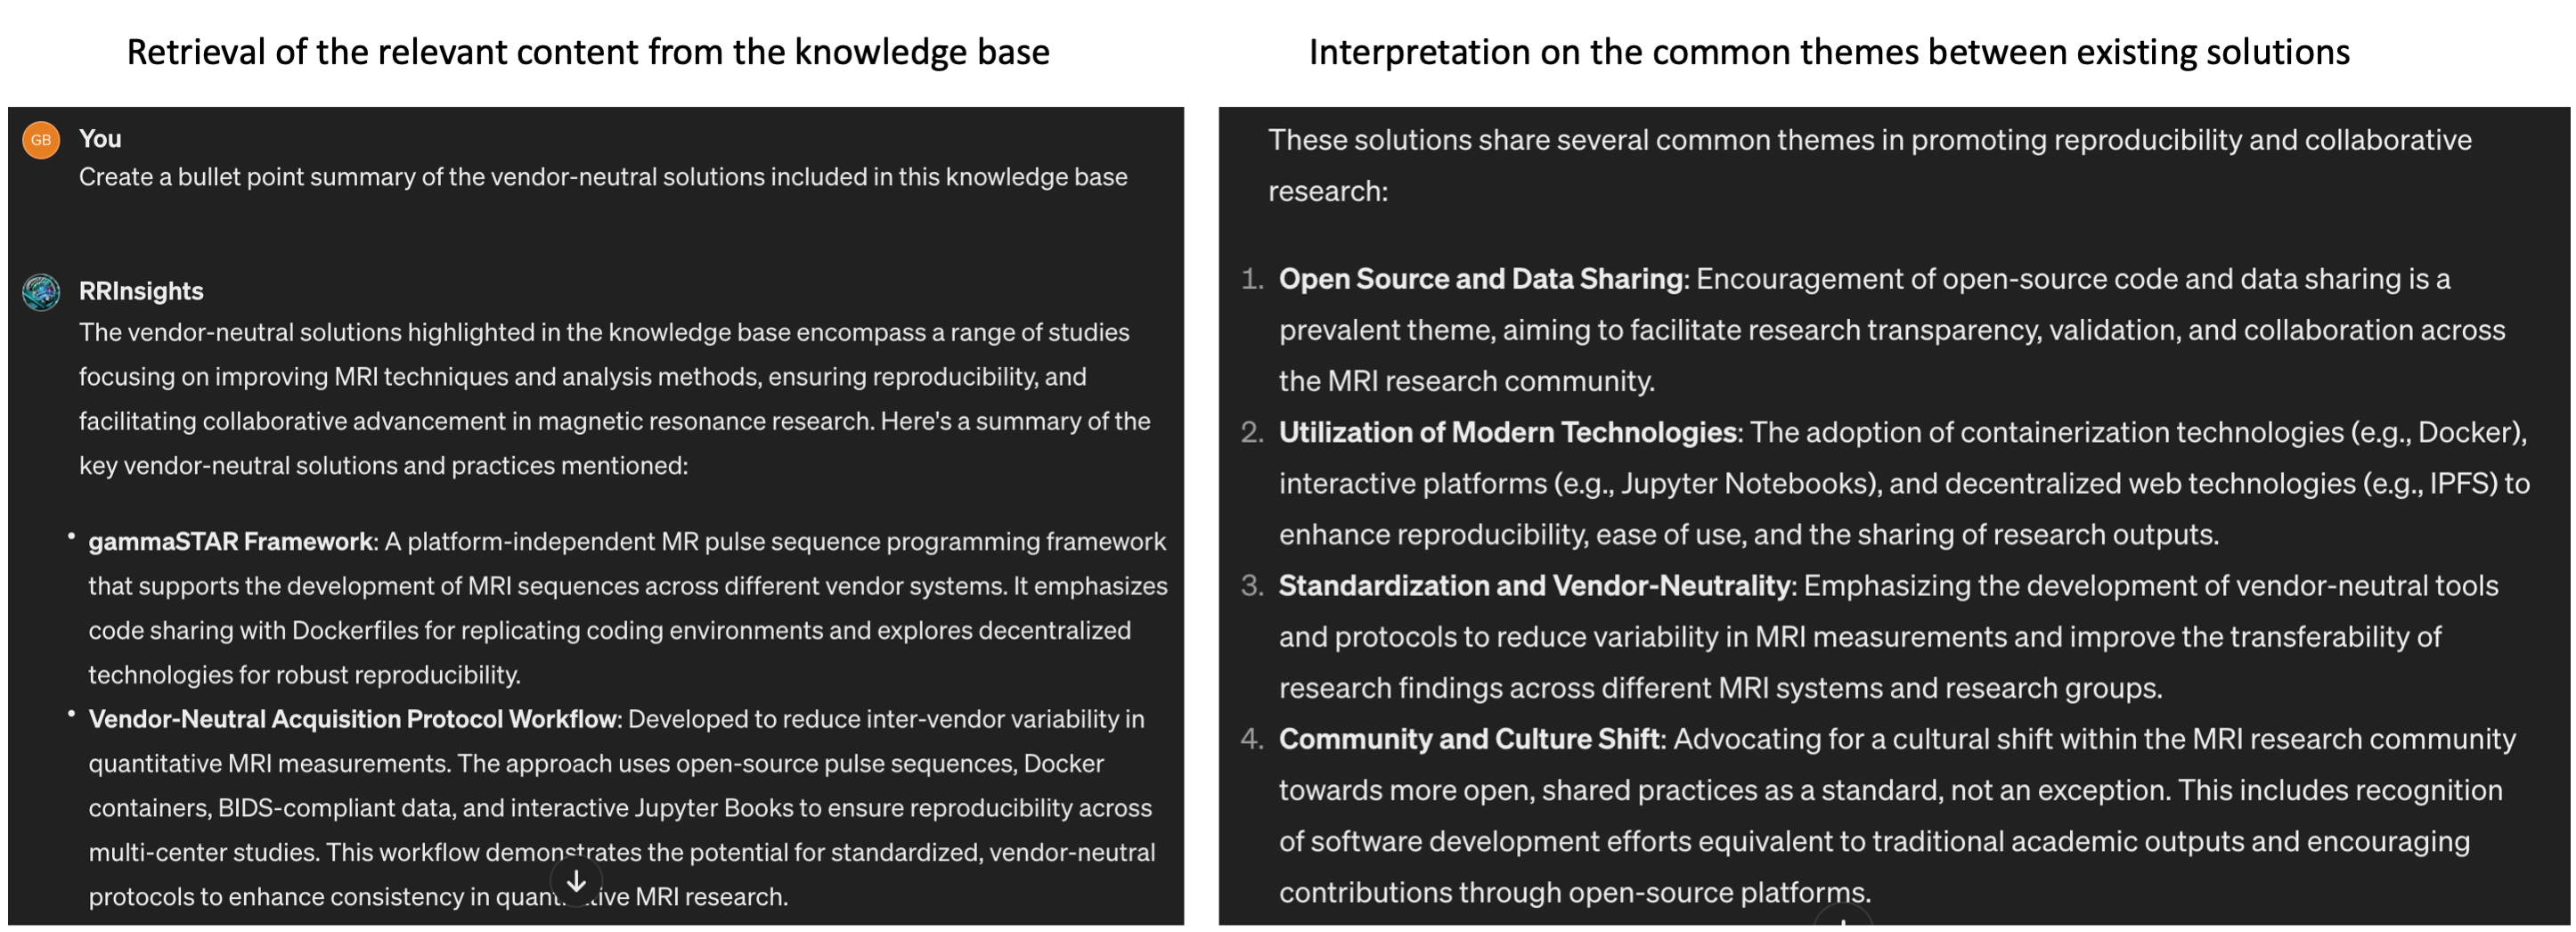 Retrieval of the relevant content from the knowledge base
GB
You
Create a bullet point summary of the vendor-neutral solutions included in this knowledge base
RRInsights
The vendor-neutral solutions highlighted in the knowledge base encompass a range of studies
focusing on improving MRI techniques and analysis methods, ensuring reproducibility, and
facilitating collaborative advancement in magnetic resonance research. Here's a summary of the
key vendor-neutral solutions and practices mentioned:
• gammaSTAR Framework: A platform-independent MR pulse sequence programming framework
that supports the development of MRI sequences across different vendor systems. It emphasizes
code sharing with Dockerfiles for replicating coding environments and explores decentralized
technologies for robust reproducibility.
• Vendor-Neutral Acquisition Protocol Workflow: Developed to reduce inter-vendor variability in
quantitative MRI measurements. The approach uses open-source pulse sequences, Docker
containers, BIDS-compliant data, and interactive Jupyter Books to ensure reproducibility across
multi-center studies. This workflow demonstrates the potential for standardized, vendor-neutral
protocols to enhance consistency in MRI research.
Interpretation on the common themes between existing solutions
These solutions share several common themes in promoting reproducibility and collaborative
research:
1. Open Source and Data Sharing: Encouragement of open-source code and data sharing is a
prevalent theme, aiming to facilitate research transparency, validation, and collaboration across
the MRI research community.
2. Utilization of Modern Technologies: The adoption of containerization technologies (e.g., Docker),
interactive platforms (e.g., Jupyter Notebooks), and decentralized web technologies (e.g., IPFS) to
enhance reproducibility, ease of use, and the sharing of research outputs.
3. Standardization and Vendor-Neutrality: Emphasizing the development of vendor-neutral tools
and protocols to reduce variability in MRI measurements and improve the transferability of
research findings across different MRI systems and research groups.
4. Community and Culture Shift: Advocating for a cultural shift within the MRI research community
towards more open, shared practices as a standard, not an exception. This includes recognition
of software development efforts equivalent to traditional academic outputs and encouraging
contributions through open-source platforms.